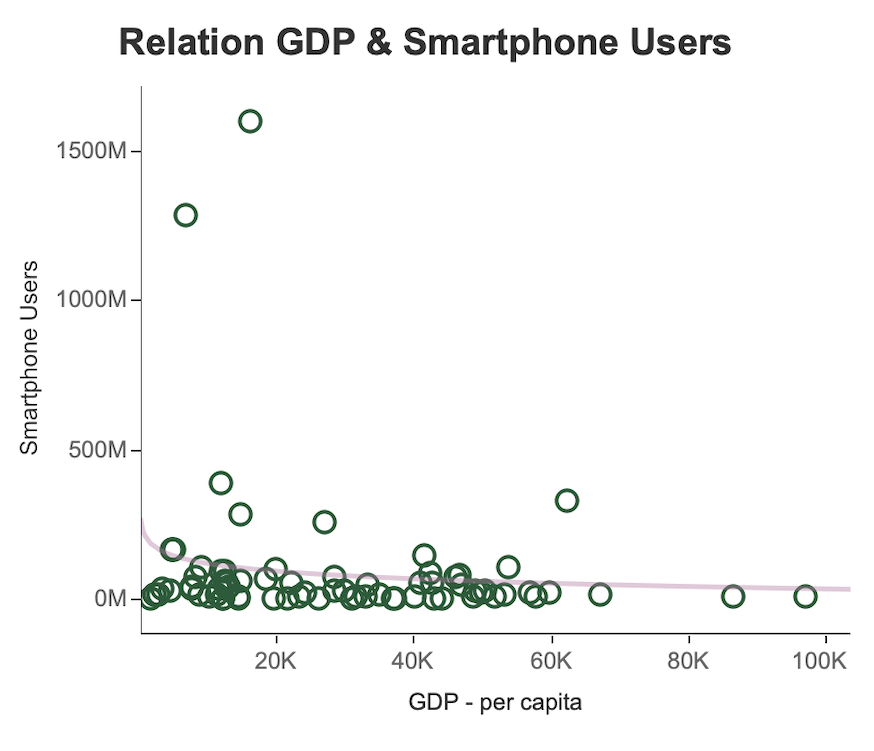 Relation GDP & Smartphone Users
1500M
1000M
500M
0M
Smartphone Users
20K
40K
60K
80K
100K
GDP - per capita